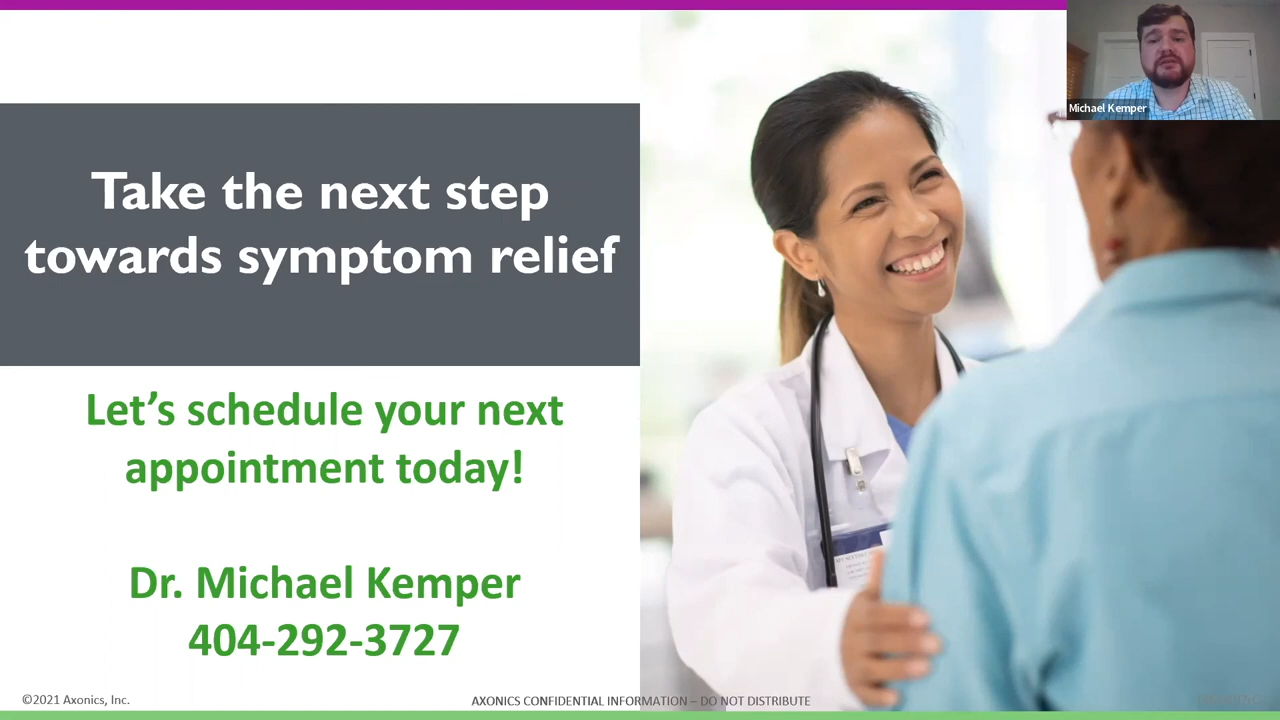 Michael Kemper
Take the next step
towards symptom relief
Let’s schedule your next
appointment today!
Dr. Michael Kemper
404-292-3727
©2021 Axonics, Inc.
AXONICS CONFIDENTIAL INFORMATION – DO NOT DISTRIBUTE